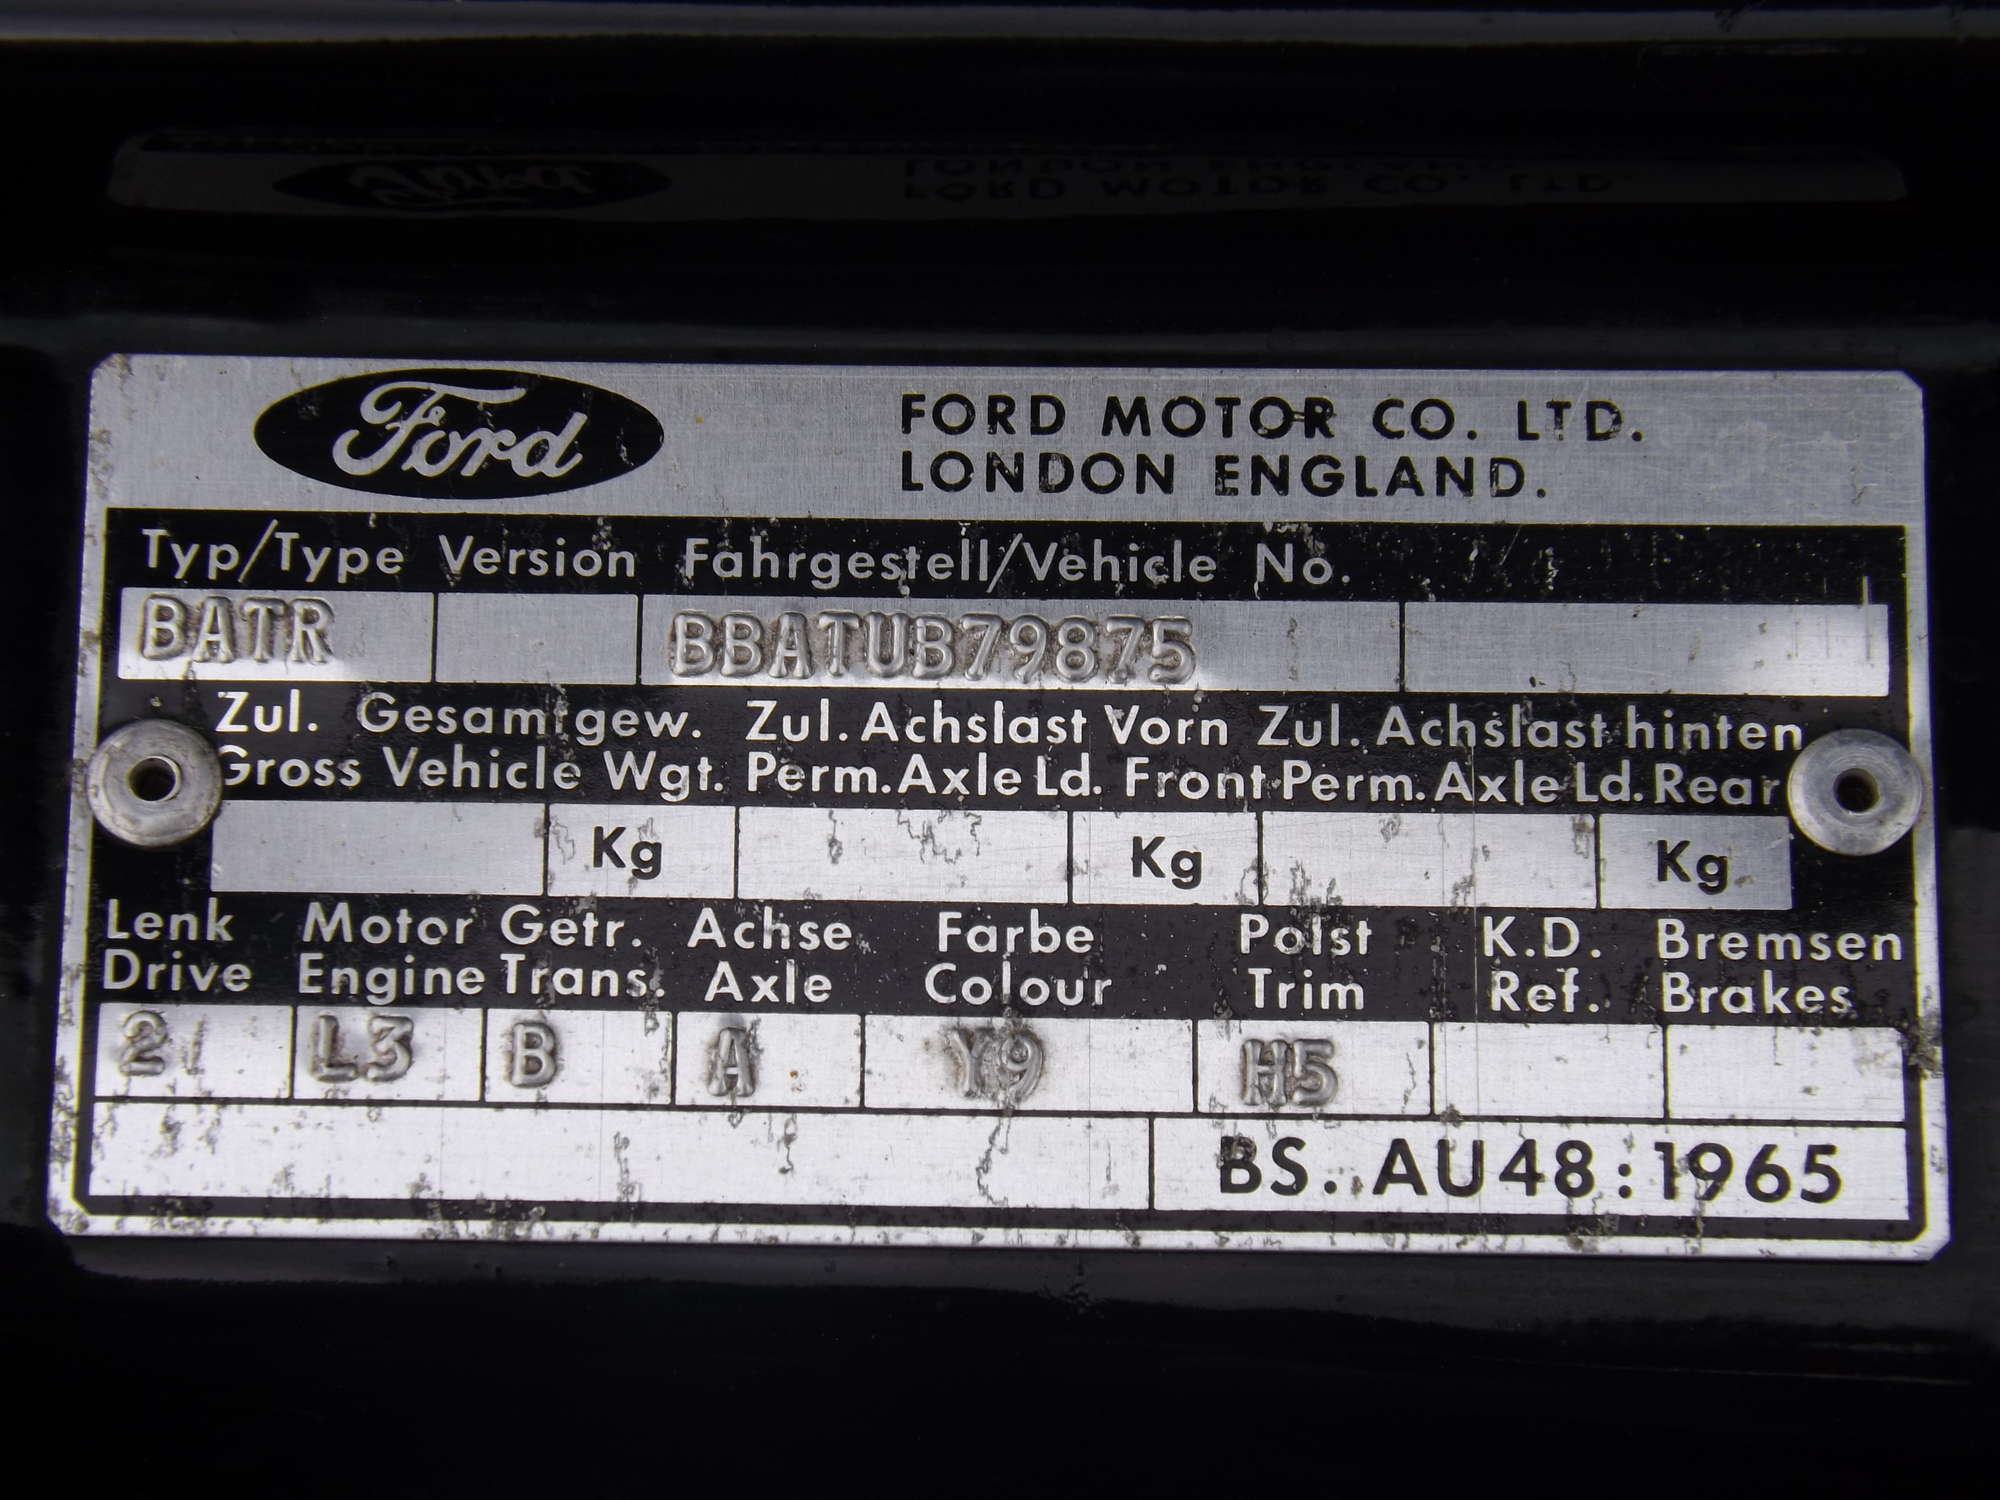 Ford
FORD MOTOR CO. LTD.
LONDON ENGLAND.
Typ/Type Version Fahrgestell/Vehicle No.
BATR BBATUB79875
Zul. Gesamtgew. Zul. Achslast Vorn Zul. Achslast hinten
Gross Vehicle Wgt. Perm. Axle Ld. Front Perm. Axle Ld. Rear
Kg Kg Kg
Lenk Motor Getr. Achse Farbe Polst K.D. Bremsen
Drive Engine Trans. Axle Colour Trim Ref. Brakes
2 L3 B A Y9 H5
BS. AU48:1965